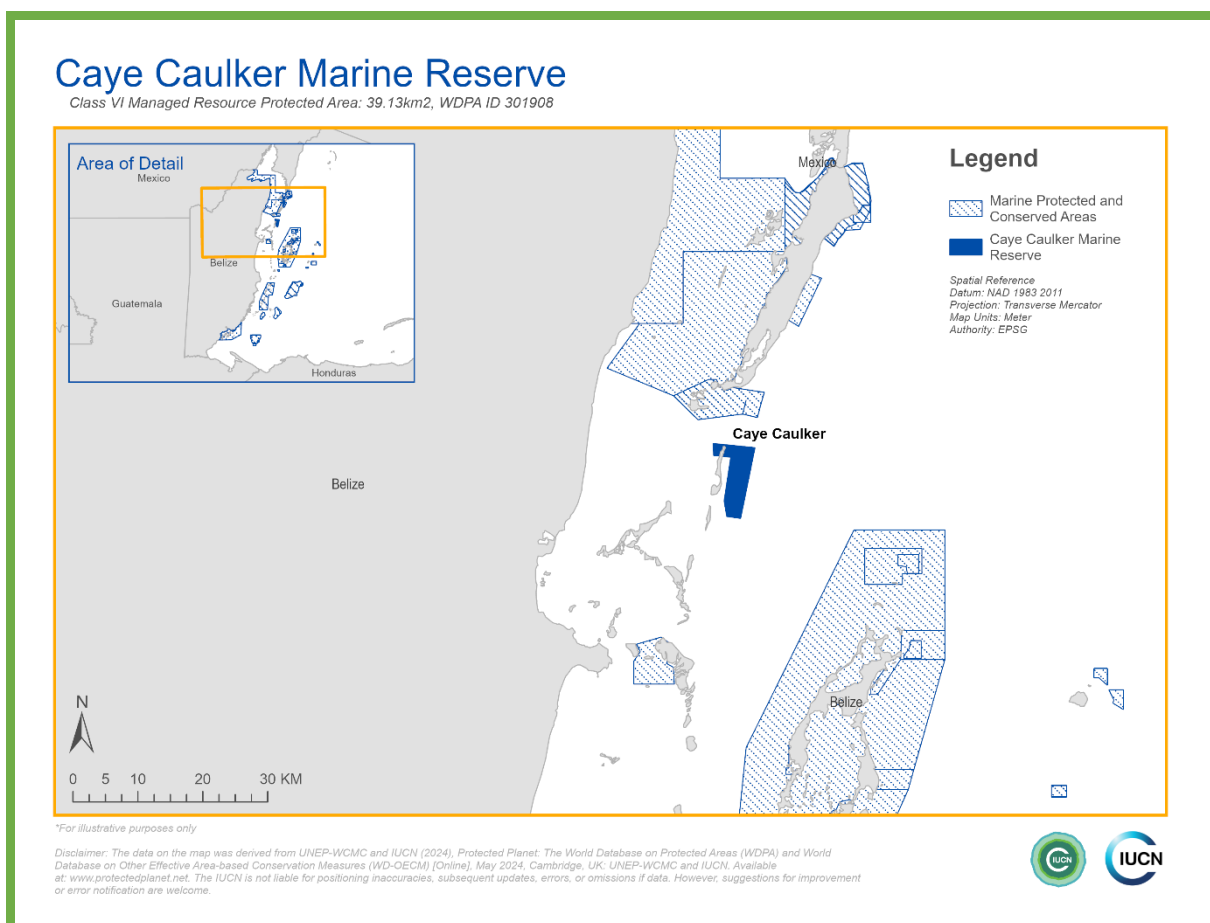 Caye Caulker Marine Reserve
Class VI Managed Resource Protected Area: 39.13km2, WDPA ID 301908
Area of Detail
Mexico
Belize
Guatemala
Honduras
Mexico
Caye Caulker
Belize
Belize
Legend
Marine Protected and
Conserved Areas
Caye Caulker Marine
Reserve
Spatial Reference
Datum: NAD 1983 2011
Projection: Transverse Mercator
Map Units: Meter
Authority: EPSG
N
0 5 10 20 30 KM
*For illustrative purposes only
Disclaimer: The data on the map was derived from UNEP-WCMC and IUCN (2024), Protected Planet: The World Database on Protected Areas (WDPA) and World
Database on Other Effective Area-based Conservation Measures (WD-OECM) [Online], May 2024, Cambridge, UK: UNEP-WCMC and IUCN. Available
at: www.protectedplanet.net. The IUCN is not liable for positioning inaccuracies, subsequent updates, errors, or omissions if data. However, suggestions for improvement
or error notification are welcome.
IUCN
IUCN